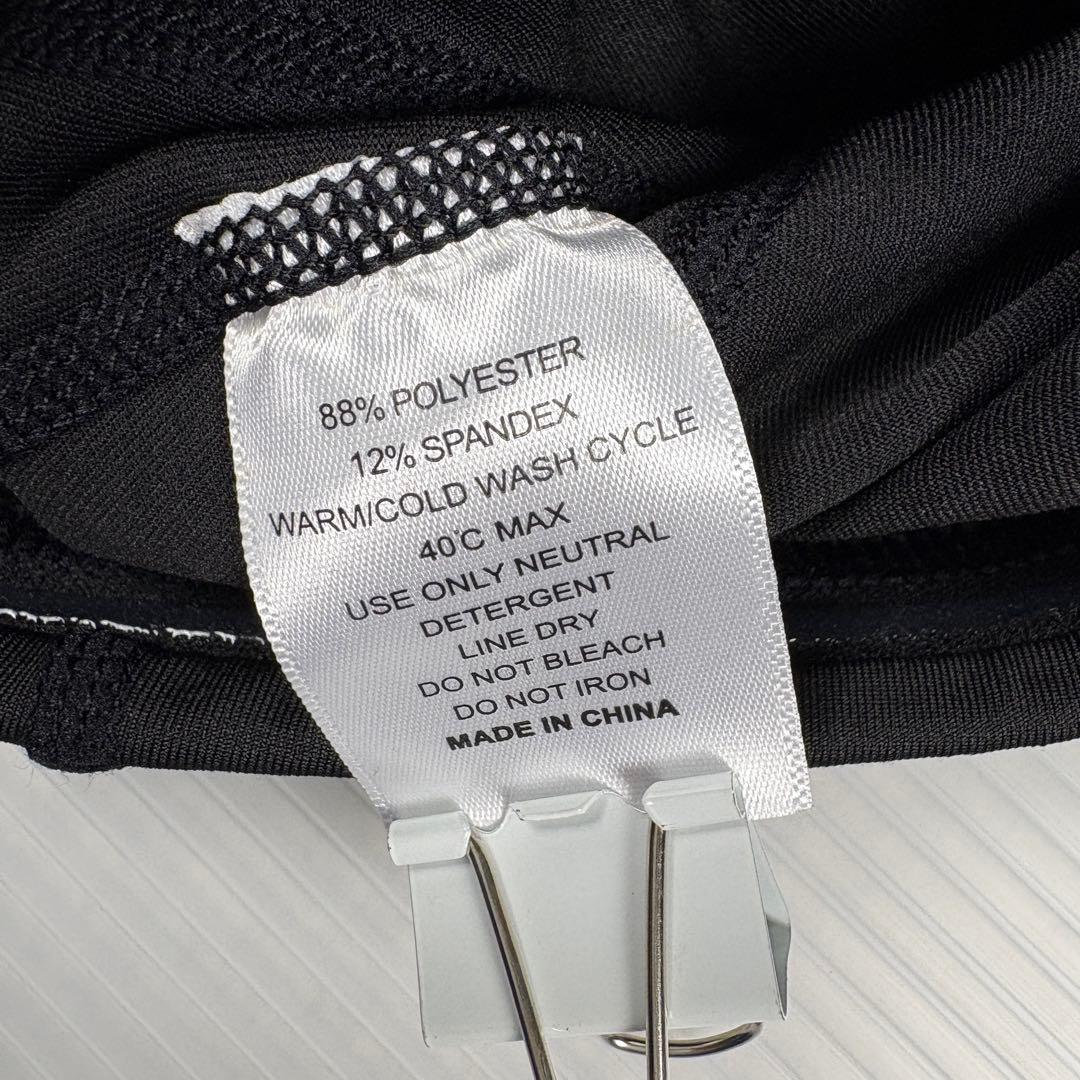 88% POLYESTER
12% SPANDEX
WARM/COLD WASH CYCLE
40°C MAX
USE ONLY NEUTRAL
DETERGENT
LINE DRY
DO NOT BLEACH
DO NOT IRON
MADE IN CHINA